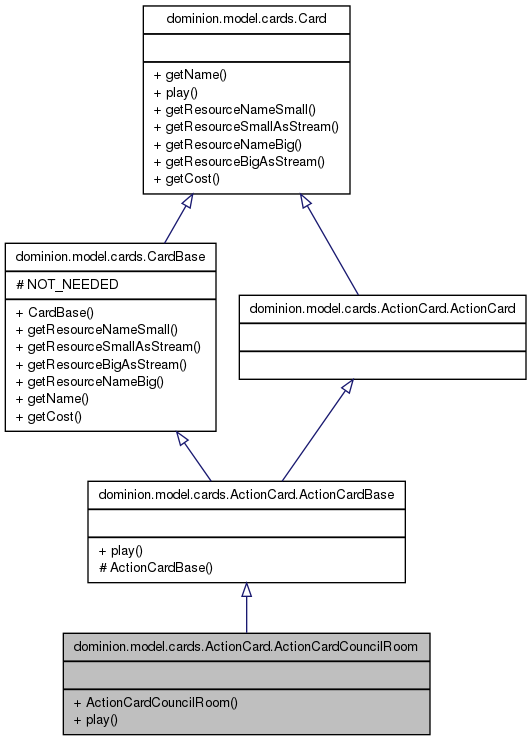 dominion.model.cards.Card
+ getName()
+ play()
+ getResourceNameSmall()
+ getResourceSmallAsStream()
+ getResourceNameBig()
+ getResourceBigAsStream()
+ getCost()
dominion.model.cards.CardBase
# NOT_NEEDED
+ CardBase()
+ getResourceNameSmall()
+ getResourceSmallAsStream()
+ getResourceBigAsStream()
+ getResourceNameBig()
+ getName()
+ getCost()
dominion.model.cards.ActionCard.ActionCard
dominion.model.cards.ActionCard.ActionCardBase
+ play()
# ActionCardBase()
dominion.model.cards.ActionCard.ActionCardCouncilRoom
+ ActionCardCouncilRoom()
+ play()